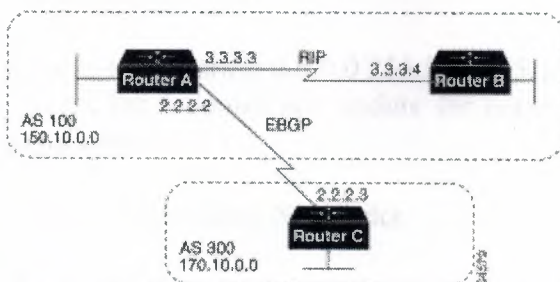 3.3.3.3
RIP
3.3.3.4
Router A
Router B
2.2.2.2
AS 100
150.10.0.0
EBGP
2.2.2.3
Router C
AS 300
170.10.0.0